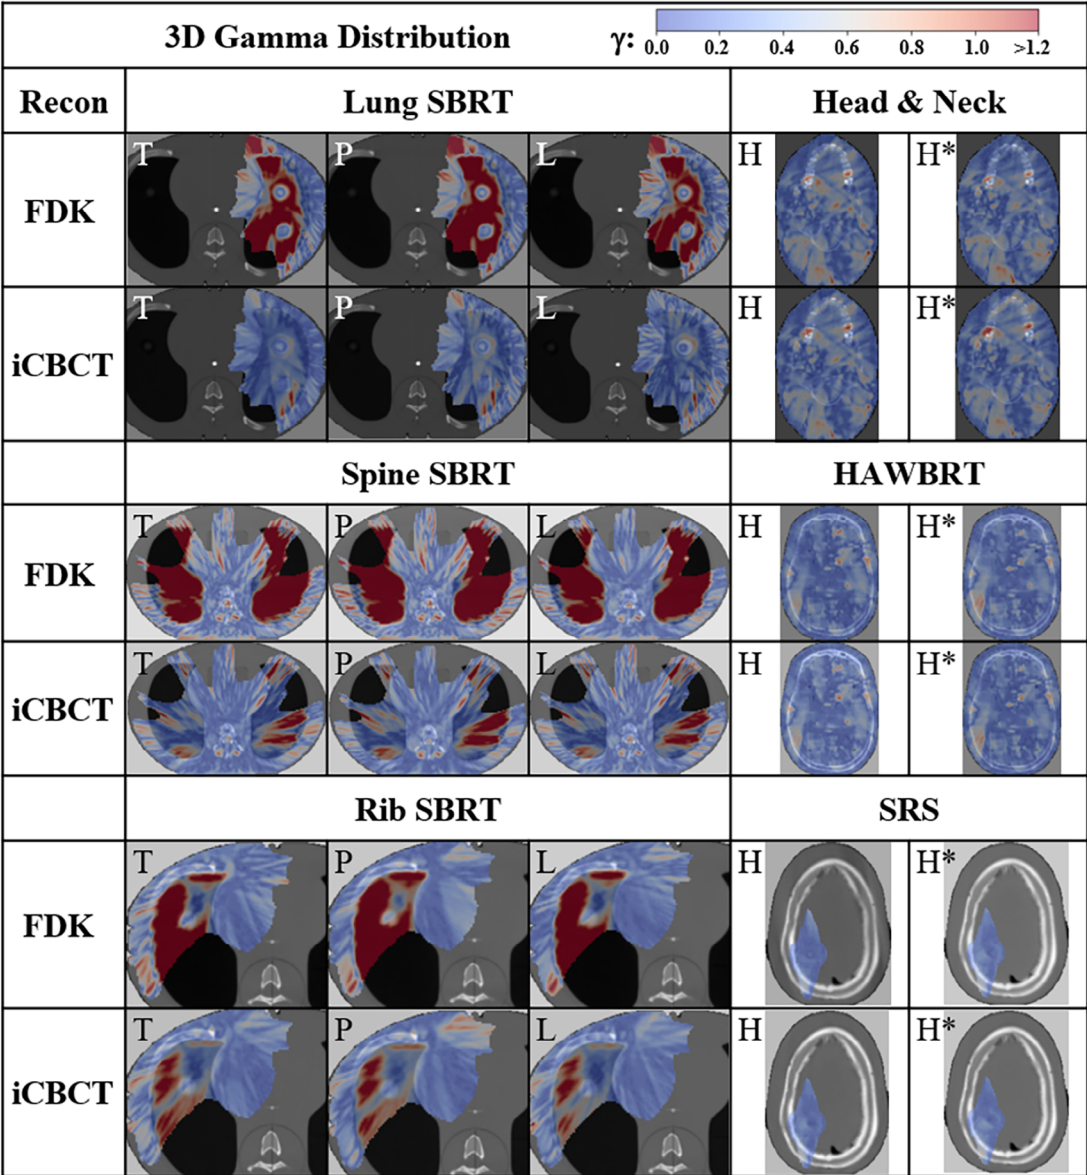 3D Gamma Distribution γ: 0.0 0.2 0.4 0.6 0.8 1.0 >1.2
Recon Lung SBRT Head & Neck
FDK T P L H H*
iCBCT T P L H H*
Spine SBRT HAWBRT
FDK T P L H H*
iCBCT T P L H H*
Rib SBRT SRS
FDK T P L H H*
iCBCT T P L H H*